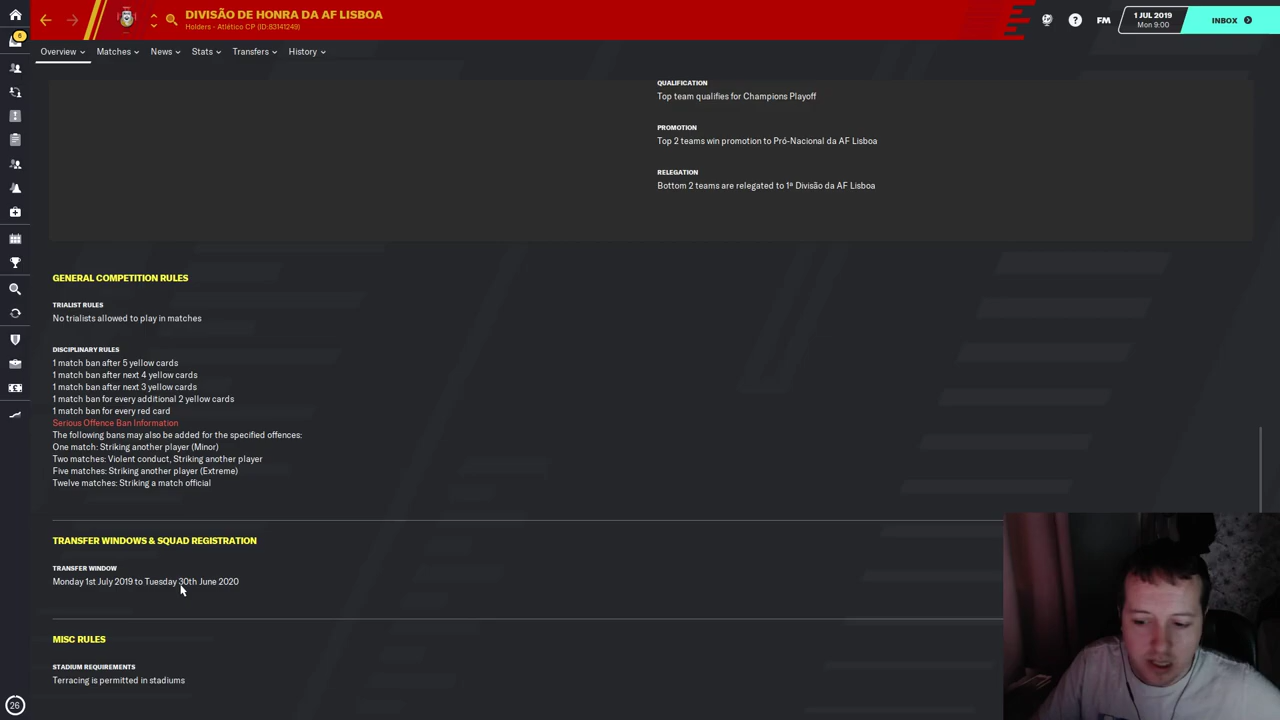 DIVISÃO DE HONRA DA AF LISBOA
Holders - Atlético CP (ID:83141249)
FM
1 JUL 2019
Mon 9:00
INBOX
6
Overview
Matches
News
Stats
Transfers
History
QUALIFICATION
Top team qualifies for Champions Playoff
PROMOTION
Top 2 teams win promotion to Pró-Nacional da AF Lisboa
RELEGATION
Bottom 2 teams are relegated to 1ª Divisão da AF Lisboa
GENERAL COMPETITION RULES
TRIALIST RULES
No trialists allowed to play in matches
DISCIPLINARY RULES
1 match ban after 5 yellow cards
1 match ban after next 4 yellow cards
1 match ban after next 3 yellow cards
1 match ban for every additional 2 yellow cards
1 match ban for every red card
Serious Offence Ban Information
The following bans may also be added for the specified offences:
One match: Striking another player (Minor)
Two matches: Violent conduct, Striking another player
Five matches: Striking another player (Extreme)
Twelve matches: Striking a match official
TRANSFER WINDOWS & SQUAD REGISTRATION
TRANSFER WINDOW
Monday 1st July 2019 to Tuesday 30th June 2020
MISC RULES
STADIUM REQUIREMENTS
Terracing is permitted in stadiums
26